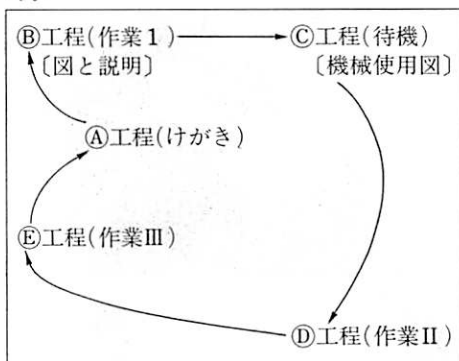 Ⓑ工程(作業1)
〔図と説明〕
Ⓒ工程(待機)
〔機械使用図〕
Ⓐ工程(けがき)
Ⓔ工程(作業Ⅲ)
Ⓓ工程(作業Ⅱ)